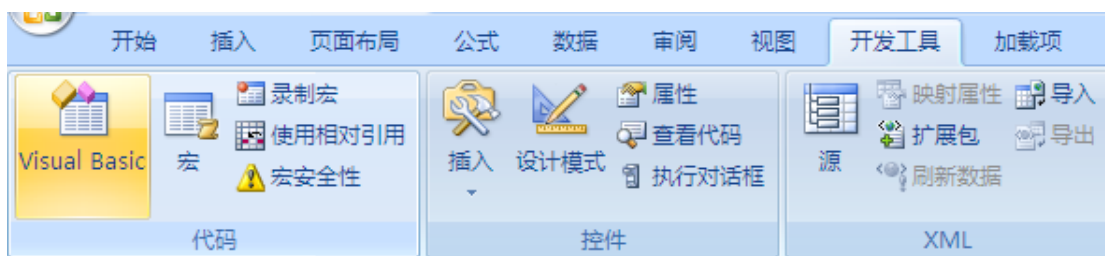 开始 插入 页面布局 公式 数据 审阅 视图 开发工具 加载项
Visual Basic
宏
录制宏
使用相对引用
宏安全性
代码
插入
设计模式
属性
查看代码
执行对话框
控件
源
映射属性
扩展包
刷新数据
导入
导出
XML